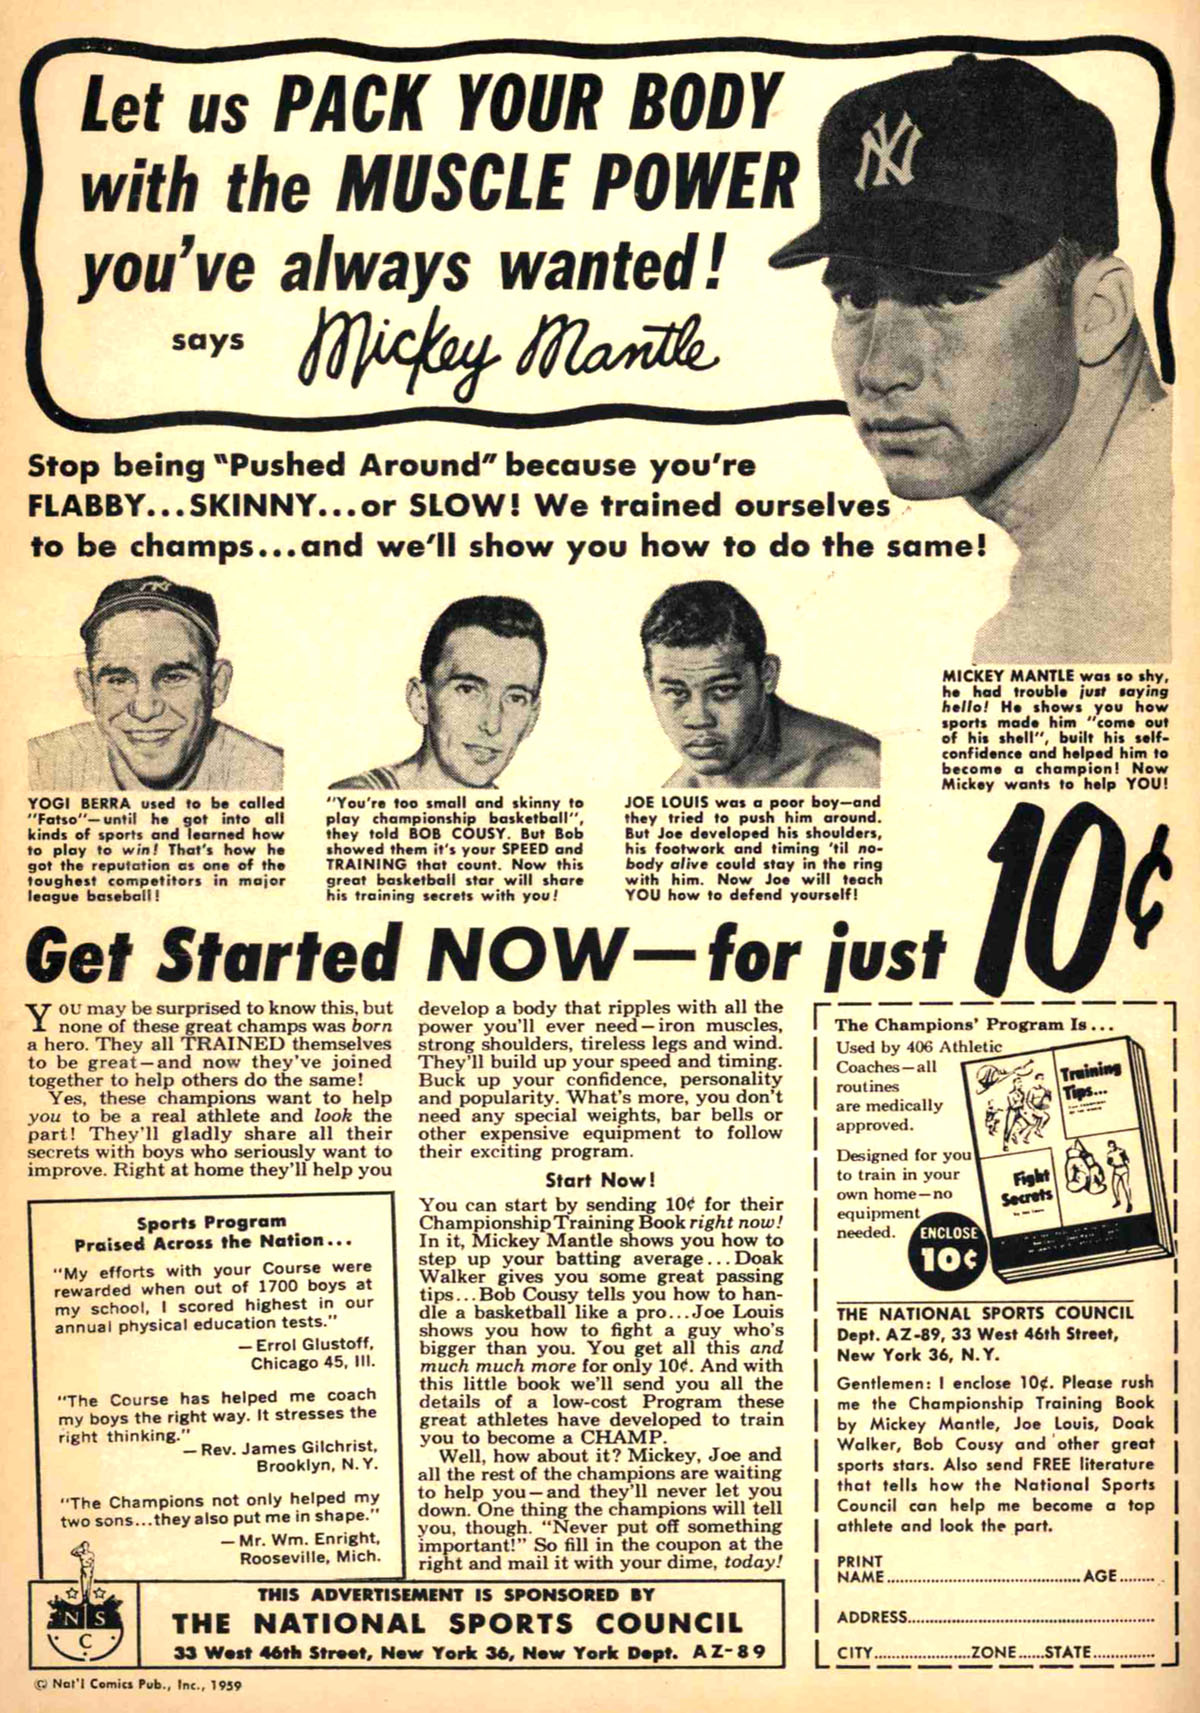 Let us PACK YOUR BODY
with the MUSCLE POWER
you've always wanted!
says Mickey Mantle
NY
Stop being "Pushed Around" because you're
FLABBY...SKINNY...or SLOW! We trained ourselves
to be champs...and we'll show you how to do the same!
MICKEY MANTLE was so shy,
he had trouble just saying
hello! He shows you how
sports made him "come out
of his shell", built his self-
confidence and helped him to
become a champion! Now
Mickey wants to help YOU!
YOGI BERRA used to be called
"Fatso"—until he got into all
kinds of sports and learned how
to play to win! That's how he
got the reputation as one of the
toughest competitors in major
league baseball!
"You're too small and skinny to
play championship basketball",
they told BOB COUSY. But Bob
showed them it's your SPEED and
TRAINING that count. Now this
great basketball star will share
his training secrets with you!
JOE LOUIS was a poor boy—and
they tried to push him around.
But Joe developed his shoulders,
his footwork and timing 'til no-
body alive could stay in the ring
with him. Now Joe will teach
YOU how to defend yourself!
Get Started NOW—for just 10¢
YOU may be surprised to know this, but
none of these great champs was born
a hero. They all TRAINED themselves
to be great—and now they've joined
together to help others do the same!
Yes, these champions want to help
you to be a real athlete and look the
part! They'll gladly share all their
secrets with boys who seriously want to
improve. Right at home they'll help you
develop a body that ripples with all the
power you'll ever need—iron muscles,
strong shoulders, tireless legs and wind.
They'll build up your speed and timing.
Buck up your confidence, personality
and popularity. What's more, you don't
need any special weights, bar bells or
other expensive equipment to follow
their exciting program.
Start Now!
You can start by sending 10¢ for their
Championship Training Book right now!
In it, Mickey Mantle shows you how to
step up your batting average...Doak
Walker gives you some great passing
tips...Bob Cousy tells you how to han-
dle a basketball like a pro...Joe Louis
shows you how to fight a guy who's
bigger than you. You get all this and
much much more for only 10¢. And with
this little book we'll send you all the
details of a low-cost Program these
great athletes have developed to train
you to become a CHAMP.
Well, how about it? Mickey, Joe and
all the rest of the champions are waiting
to help you—and they'll never let you
down. One thing the champions will tell
you, though. "Never put off something
important!" So fill in the coupon at the
right and mail it with your dime, today!
Sports Program
Praised Across the Nation...
"My efforts with your Course were
rewarded when out of 1700 boys at
my school, I scored highest in our
annual physical education tests."
—Errol Glustoff,
Chicago 45, Ill.
"The Course has helped me coach
my boys the right way. It stresses the
right thinking."
—Rev. James Gilchrist,
Brooklyn, N.Y.
"The Champions not only helped my
two sons...they also put me in shape."
—Mr. Wm. Enright,
Rooseville, Mich.
NSC
THIS ADVERTISEMENT IS SPONSORED BY
THE NATIONAL SPORTS COUNCIL
33 West 46th Street, New York 36, New York Dept. AZ-89
The Champions' Program Is...
Used by 406 Athletic
Coaches—all
routines
are medically
approved.
Designed for you
to train in your
own home—no
equipment
needed.
Training
Tips...
Fight
Secrets
ENCLOSE
10¢
THE NATIONAL SPORTS COUNCIL
Dept. AZ-89, 33 West 46th Street,
New York 36, N.Y.
Gentlemen: I enclose 10¢. Please rush
me the Championship Training Book
by Mickey Mantle, Joe Louis, Doak
Walker, Bob Cousy and other great
sports stars. Also send FREE literature
that tells how the National Sports
Council can help me become a top
athlete and look the part.
PRINT
NAME........................................AGE........
ADDRESS....................................................
CITY....................ZONE......STATE.............
© Nat'l Comics Pub., Inc., 1959